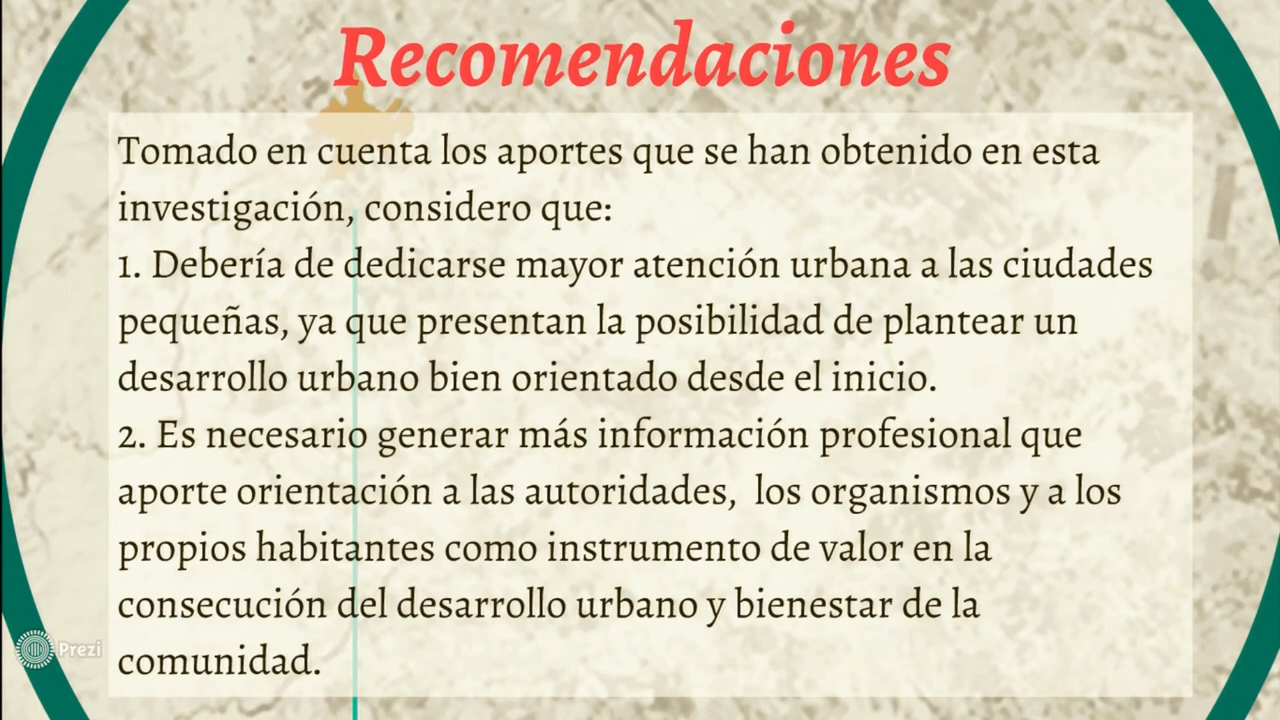 Recomendaciones
Tomado en cuenta los aportes que se han obtenido en esta
investigación, considero que:
1. Debería de dedicarse mayor atención urbana a las ciudades
pequeñas, ya que presentan la posibilidad de plantear un
desarrollo urbano bien orientado desde el inicio.
2. Es necesario generar más información profesional que
aporte orientación a las autoridades,  los organismos y a los
propios habitantes como instrumento de valor en la
consecución del desarrollo urbano y bienestar de la
comunidad.
Prezi